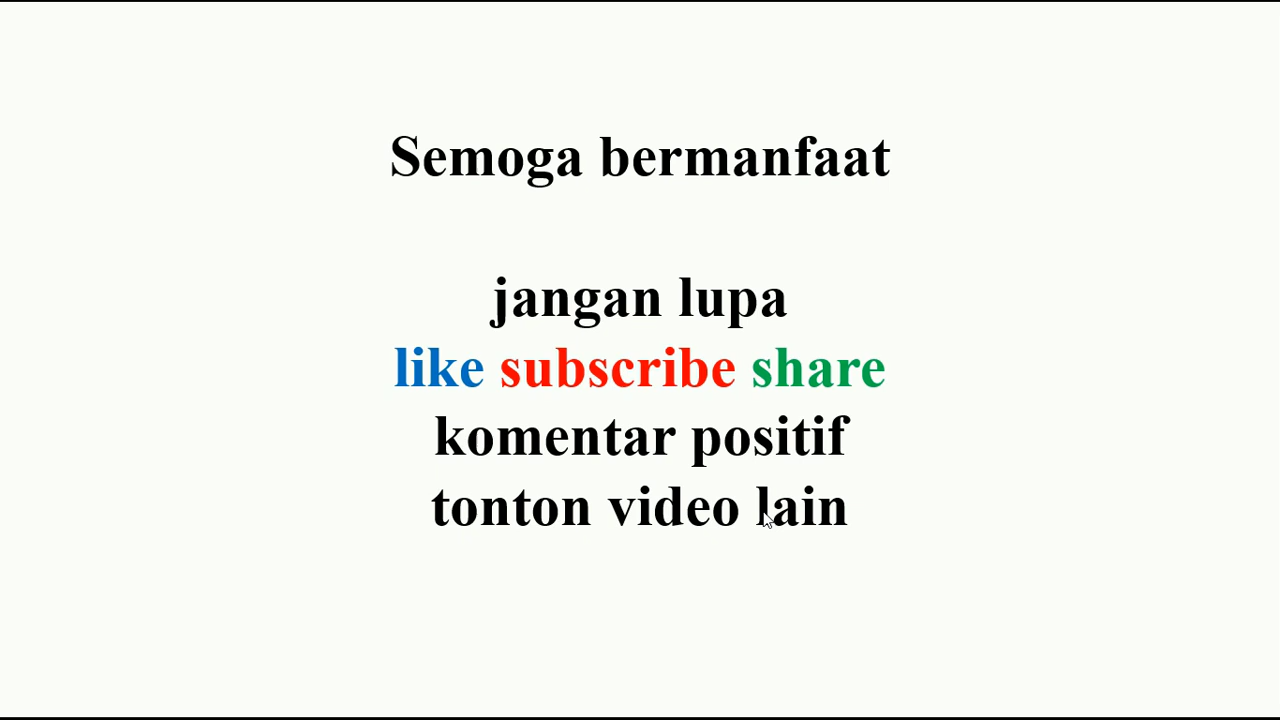 Semoga bermanfaat
jangan lupa
like subscribe share
komentar positif
tonton video lain